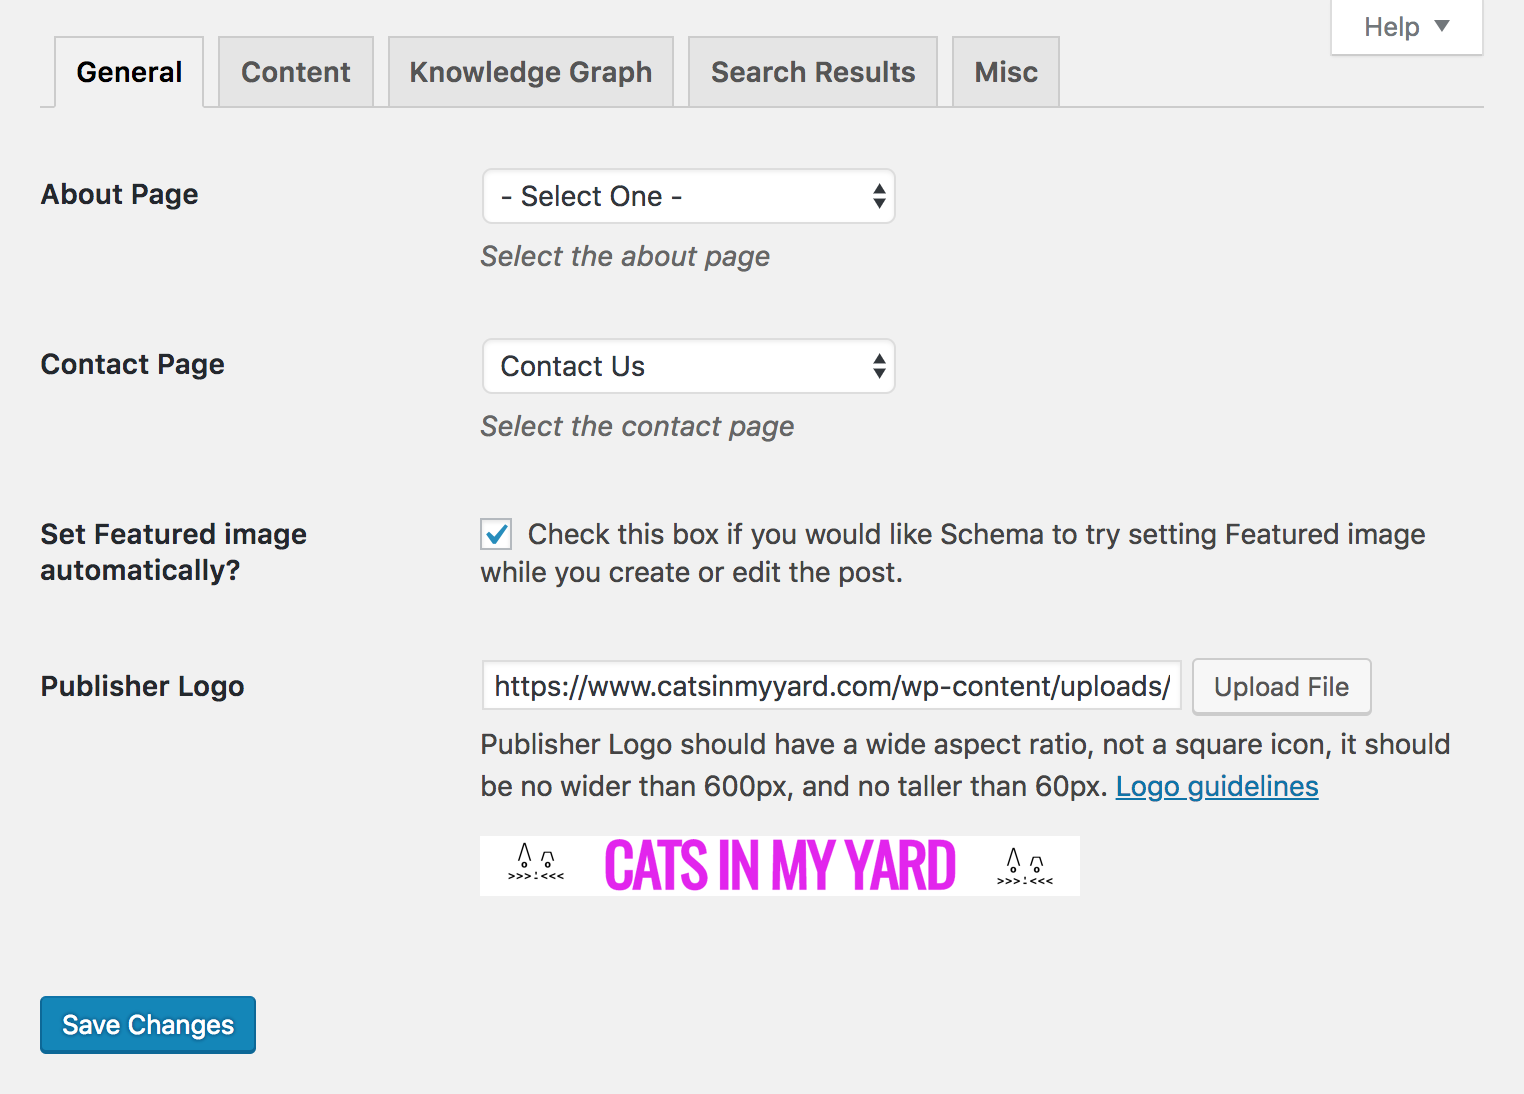 Help ▼
General
Content
Knowledge Graph
Search Results
Misc
About Page
- Select One -
Select the about page
Contact Page
Contact Us
Select the contact page
Set Featured image
automatically?
Check this box if you would like Schema to try setting Featured image
while you create or edit the post.
Publisher Logo
https://www.catsinmyyard.com/wp-content/uploads/
Upload File
Publisher Logo should have a wide aspect ratio, not a square icon, it should
be no wider than 600px, and no taller than 60px. Logo guidelines
CATS IN MY YARD
Save Changes